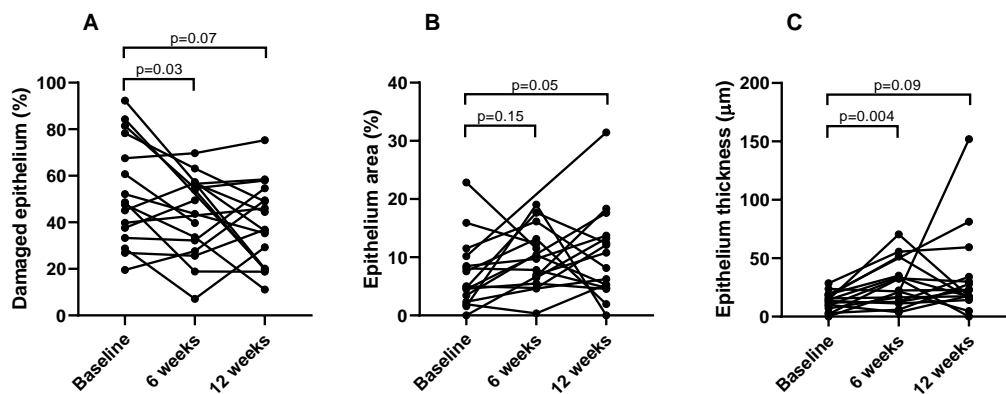 A
p=0.07
p=0.03
Damaged epithelium (%)
100
80
60
40
20
0
Baseline
6 weeks
12 weeks
B
p=0.05
p=0.15
Epithelium area (%)
40
30
20
10
0
Baseline
6 weeks
12 weeks
C
p=0.09
p=0.004
Epithelium thickness (μm)
200
150
100
50
0
Baseline
6 weeks
12 weeks